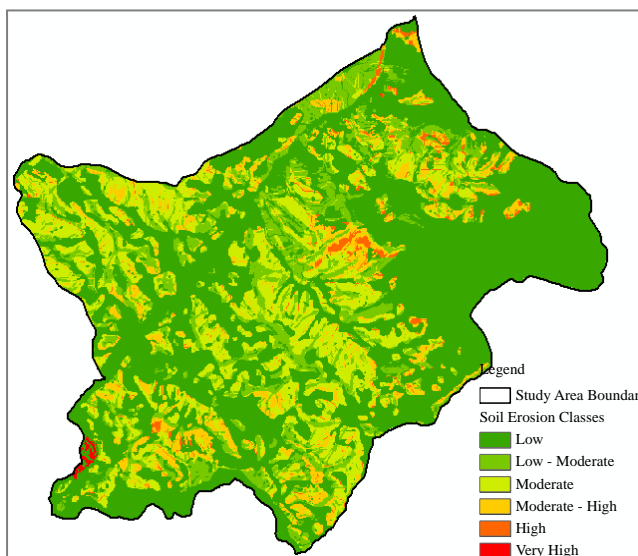 Legend
Study Area Boundar
Soil Erosion Classes
Low
Low - Moderate
Moderate
Moderate - High
High
Very High